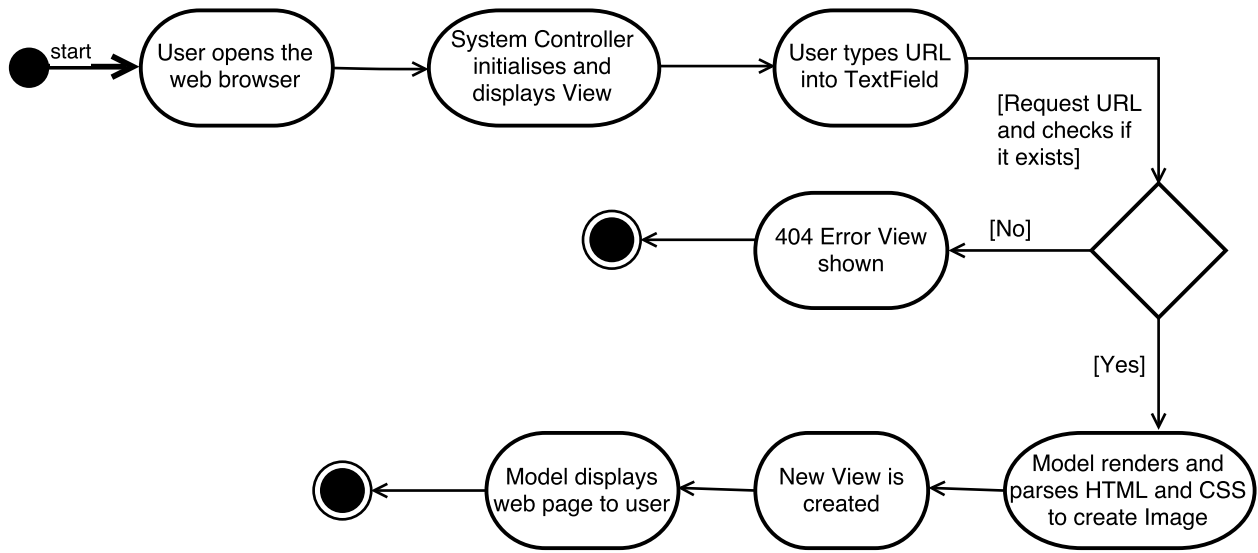 start
User opens the
web browser
System Controller
initialises and
displays View
User types URL
into TextField
[Request URL
and checks if
it exists]
[No]
404 Error View
shown
[Yes]
Model renders and
parses HTML and CSS
to create Image
New View is
created
Model displays
web page to user